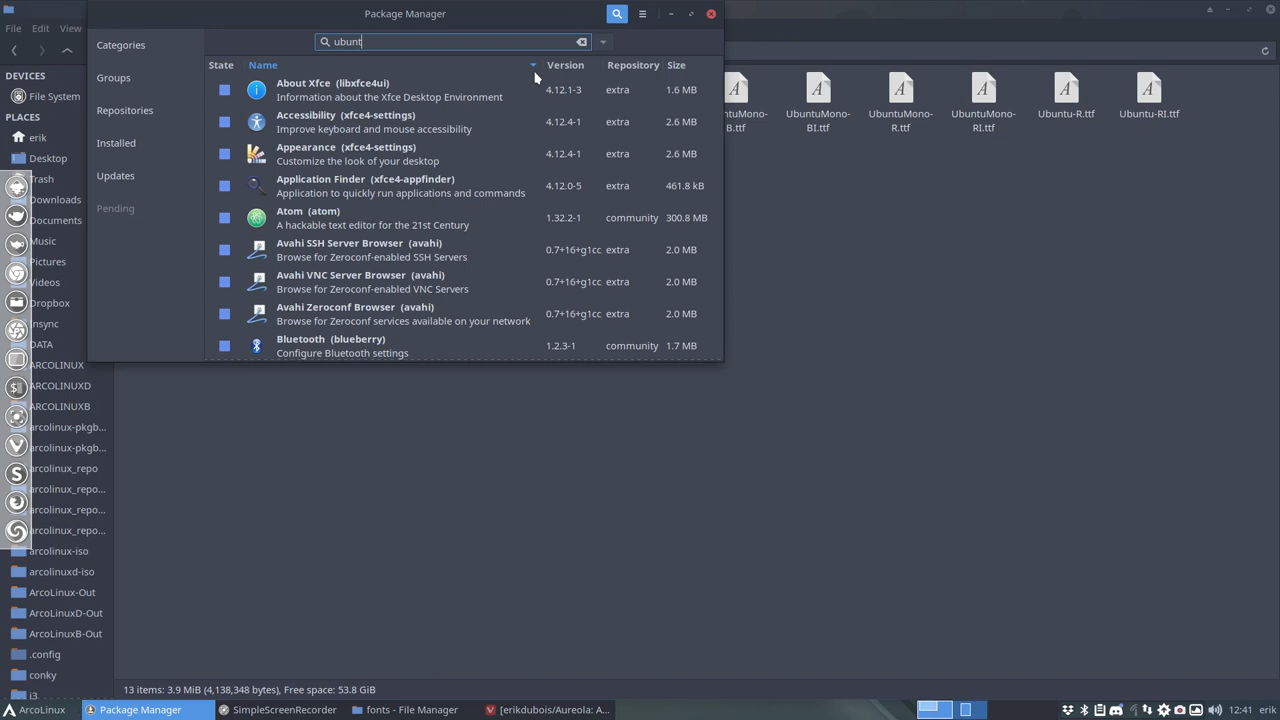 Package Manager
File Edit View
ubunt
DEVICES
File System
PLACES
erik
Desktop
Trash
Downloads
Documents
Music
Pictures
Videos
Dropbox
Insync
DATA
ARCOLINUX
ARCOLINUXD
ARCOLINUXB
arcolinux-pkgb...
arcolinux-pkgb...
arcolinux_repo
arcolinux_repo...
arcolinux_repo...
arcolinux_repo...
arcolinux-iso
arcolinuxd-iso
ArcoLinux-Out
ArcoLinuxD-Out
ArcoLinuxB-Out
.config
conky
i3
Categories
Groups
Repositories
Installed
Updates
Pending
State Name Version Repository Size
About Xfce (libxfce4ui)
Information about the Xfce Desktop Environment
4.12.1-3 extra 1.6 MB
Accessibility (xfce4-settings)
Improve keyboard and mouse accessibility
4.12.4-1 extra 2.6 MB
Appearance (xfce4-settings)
Customize the look of your desktop
4.12.4-1 extra 2.6 MB
Application Finder (xfce4-appfinder)
Application to quickly run applications and commands
4.12.0-5 extra 461.8 kB
Atom (atom)
A hackable text editor for the 21st Century
1.32.2-1 community 300.8 MB
Avahi SSH Server Browser (avahi)
Browse for Zeroconf-enabled SSH Servers
0.7+16+g1cc extra 2.0 MB
Avahi VNC Server Browser (avahi)
Browse for Zeroconf-enabled VNC Servers
0.7+16+g1cc extra 2.0 MB
Avahi Zeroconf Browser (avahi)
Browse for Zeroconf services available on your network
0.7+16+g1cc extra 2.0 MB
Bluetooth (blueberry)
Configure Bluetooth settings
1.2.3-1 community 1.7 MB
UbuntuMono-
BI.ttf
UbuntuMono-
R.ttf
UbuntuMono-
RI.ttf
Ubuntu-R.ttf
Ubuntu-RI.ttf
B.ttf
13 items: 3.9 MiB (4,138,348 bytes), Free space: 53.8 GiB
ArcoLinux
Package Manager
SimpleScreenRecorder
fonts - File Manager
[erikdubois/Aureola: A...
12:41 erik